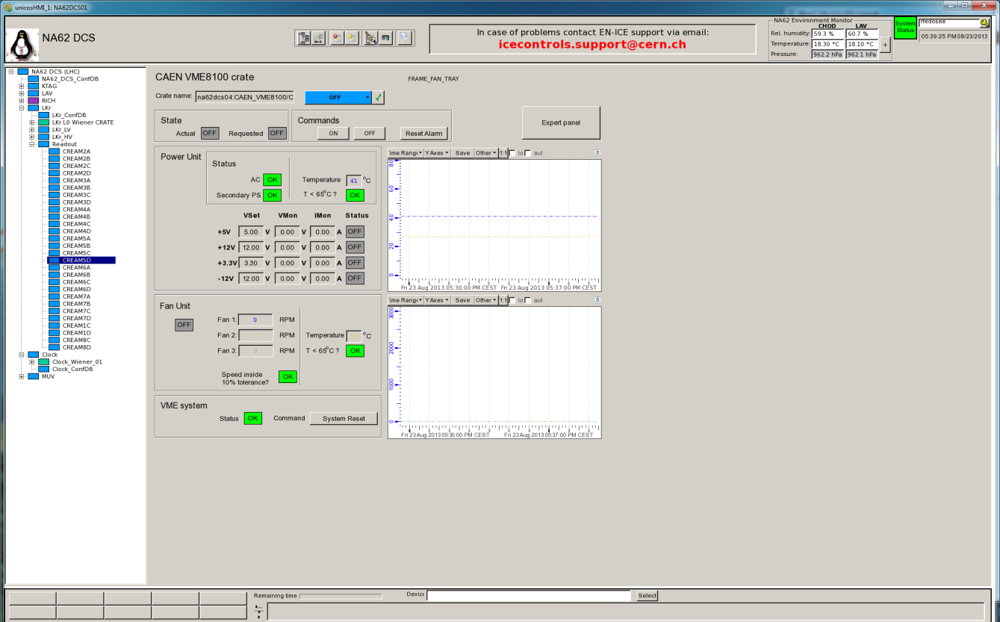 unicosHMI_1: NA62DCS01
NA62 DCS
In case of problems contact EN-ICE support via email:
icecontrols.support@cern.ch
NA62 Environment Monitor
CHOD LAV
Rel. humidity: 59.3 % 60.7 %
Temperature: 18.30 °C 18.10 °C
Pressure: 962.2 hPa 962.1 hPa
+
System
Status
rfedosee
05:39:25 PM 08/23/2013
NA62 DCS (LHC)
NA62_DCS_ConfDB
KTAG
LAV
RICH
LKr
LKr_ConfDB
LKr L0 Wiener CRATE
LKr_LV
LKr_HV
Readout
CREAM2A
CREAM2B
CREAM2C
CREAM2D
CREAM3A
CREAM3B
CREAM3C
CREAM3D
CREAM4A
CREAM4B
CREAM4C
CREAM4D
CREAM5A
CREAM5B
CREAM5C
CREAM5D
CREAM6A
CREAM6B
CREAM6C
CREAM6D
CREAM7A
CREAM7B
CREAM7C
CREAM7D
CREAM1C
CREAM1D
CREAM8C
CREAM8D
Clock
Clock_Wiener_01
Clock_ConfDB
MUV
CAEN VME8100 crate
FRAME_FAN_TRAY
Crate name: na62dcs04:CAEN_VME8100/C
OFF
State
Actual OFF Requested OFF
Commands
ON OFF Reset Alarm
Expert panel
Power Unit
Status
AC OK
Temperature 41 °C
Secondary PS OK
T < 65°C ? OK
VSet VMon IMon Status
+5V 5.00 V 0.00 V 0.00 A OFF
+12V 12.00 V 0.00 V 0.00 A OFF
+3.3V 3.30 V 0.00 V 0.00 A OFF
-12V 12.00 V 0.00 V 0.00 A OFF
Fan Unit
OFF
Fan 1: 0 RPM
Fan 2: RPM
Temperature °C
Fan 3: 0 RPM
T < 65°C ? OK
Speed inside
10% tolerance? OK
VME system
Status OK Command System Reset
ime Rang Y Axes Save Other 1:1 lo aut
80
60
40
20
0
Fri 23 Aug 2013 05:30:00 PM CEST Fri 23 Aug 2013 05:37:00 PM CEST
ime Rang Y Axes Save Other 1:1 lo aut
3000
2000
1000
0
Fri 23 Aug 2013 05:30:00 PM CEST Fri 23 Aug 2013 05:37:00 PM CEST
Remaining time
Device
Select